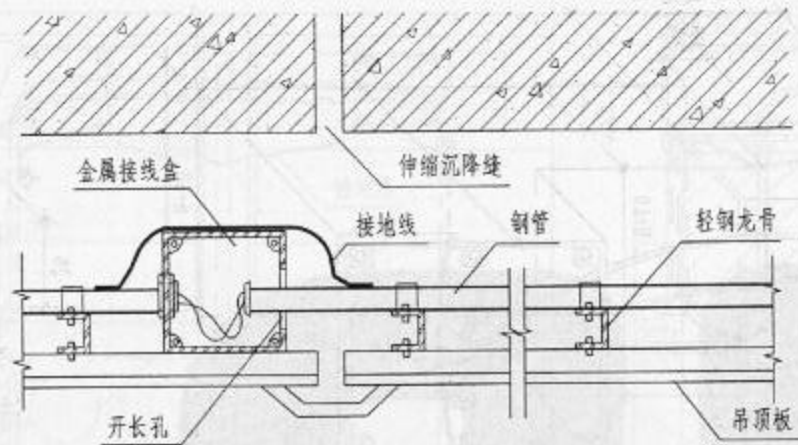 伸缩沉降缝
金属接线盒
接地线
钢管
轻钢龙骨
开长孔
吊顶板